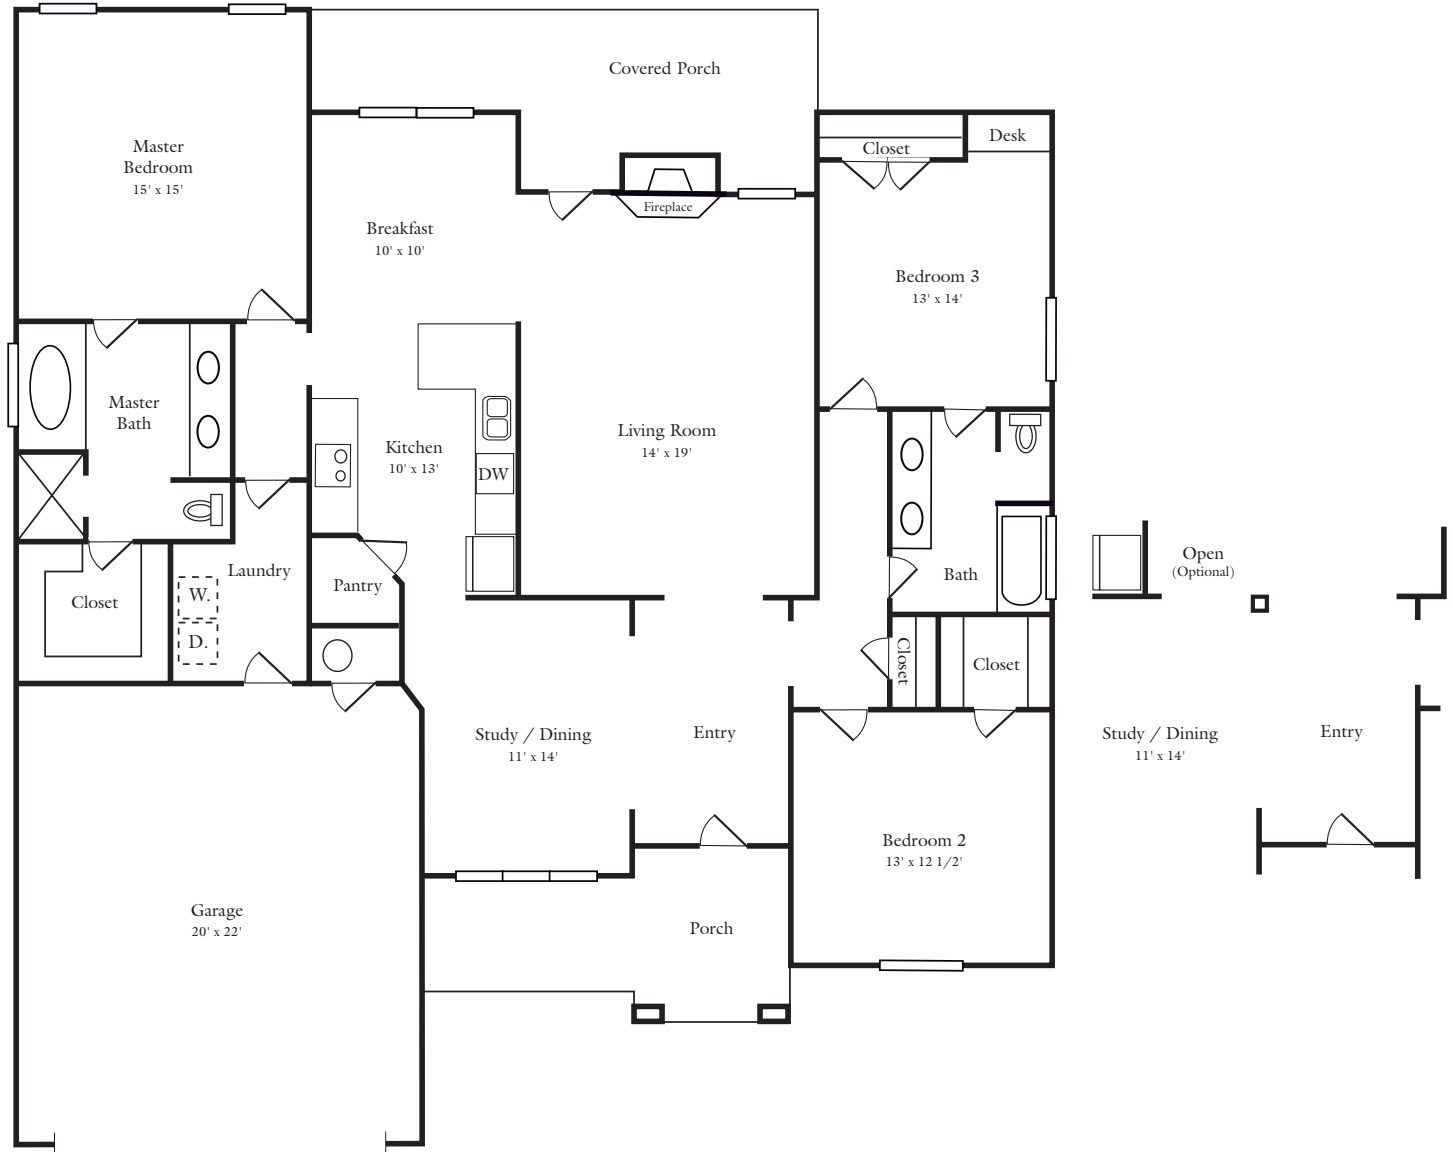 Covered Porch
Master
Bedroom
15' x 15'
Closet
Desk
Fireplace
Breakfast
10' x 10'
Bedroom 3
13' x 14'
Master
Bath
Kitchen
10' x 13'
DW
Living Room
14' x 19'
Laundry
W.
D.
Closet
Pantry
Bath
Closet
Closet
Open
(Optional)
Study / Dining
11' x 14'
Entry
Study / Dining
11' x 14'
Entry
Bedroom 2
13' x 12 1/2'
Garage
20' x 22'
Porch